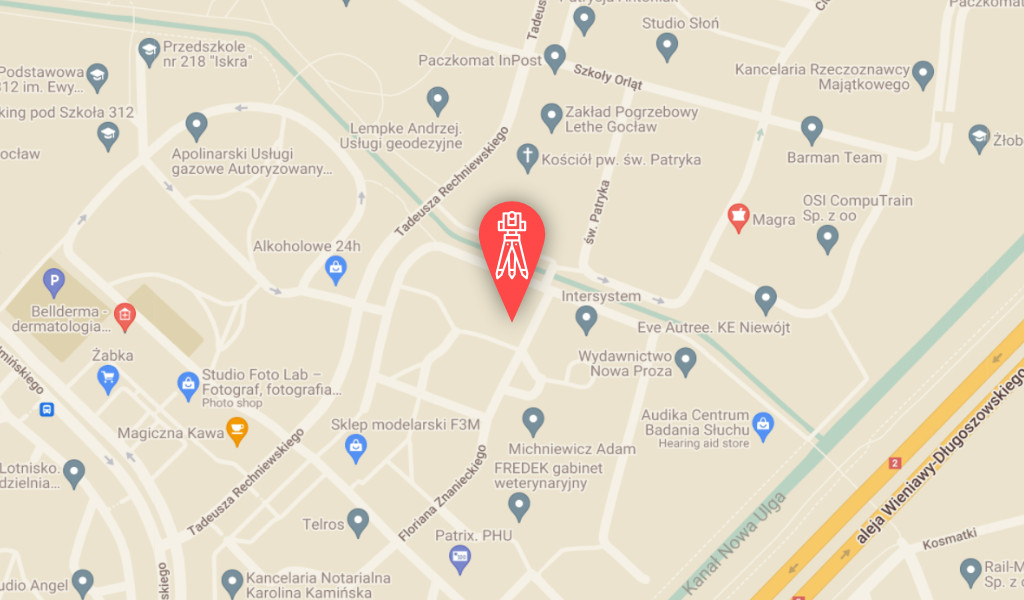 Patrycja Antoniak
Paczkomat
Studio Słoń
Tadeusza
Przedszkole
nr 218 "Iskra"
Paczkomat InPost
Szkoły Orląt
Kancelaria Rzeczoznawcy
Majątkowego
Podstawowa
312 im. Ewy...
king pod Szkoła 312
Zakład Pogrzebowy
Lethe Gocław
Lempke Andrzej.
Usługi geodezyjne
ocław
Apolinarski Usługi
gazowe Autoryzowany...
Kościół pw. św. Patryka
Barman Team
Żłob
Tadeusza Rechniewskiego
św. Patryka
OSI CompuTrain
Sp. z oo
Magra
Alkoholowe 24h
P
Bellderma -
dermatologia...
Intersystem
Eve Autree. KE Niewójt
Żabka
Wydawnictwo
Nowa Proza
Studio Foto Lab –
Fotograf, fotografia...
Photo shop
Magiczna Kawa
Sklep modelarski F3M
Audika Centrum
Badania Słuchu
Hearing aid store
Michniewicz Adam
FREDEK gabinet
weterynaryjny
Lotnisko.
dzielnia...
Tadeusza Rechniewskiego
Floriana Znanieckiego
2
aleja Wieniawy-Długoszowskiego
Kanał Nowa Ulga
Telros
Patrix. PHU
Kosmatki
udio Angel
Kancelaria Notarialna
Karolina Kamińska
Rail-M
Sp. z o